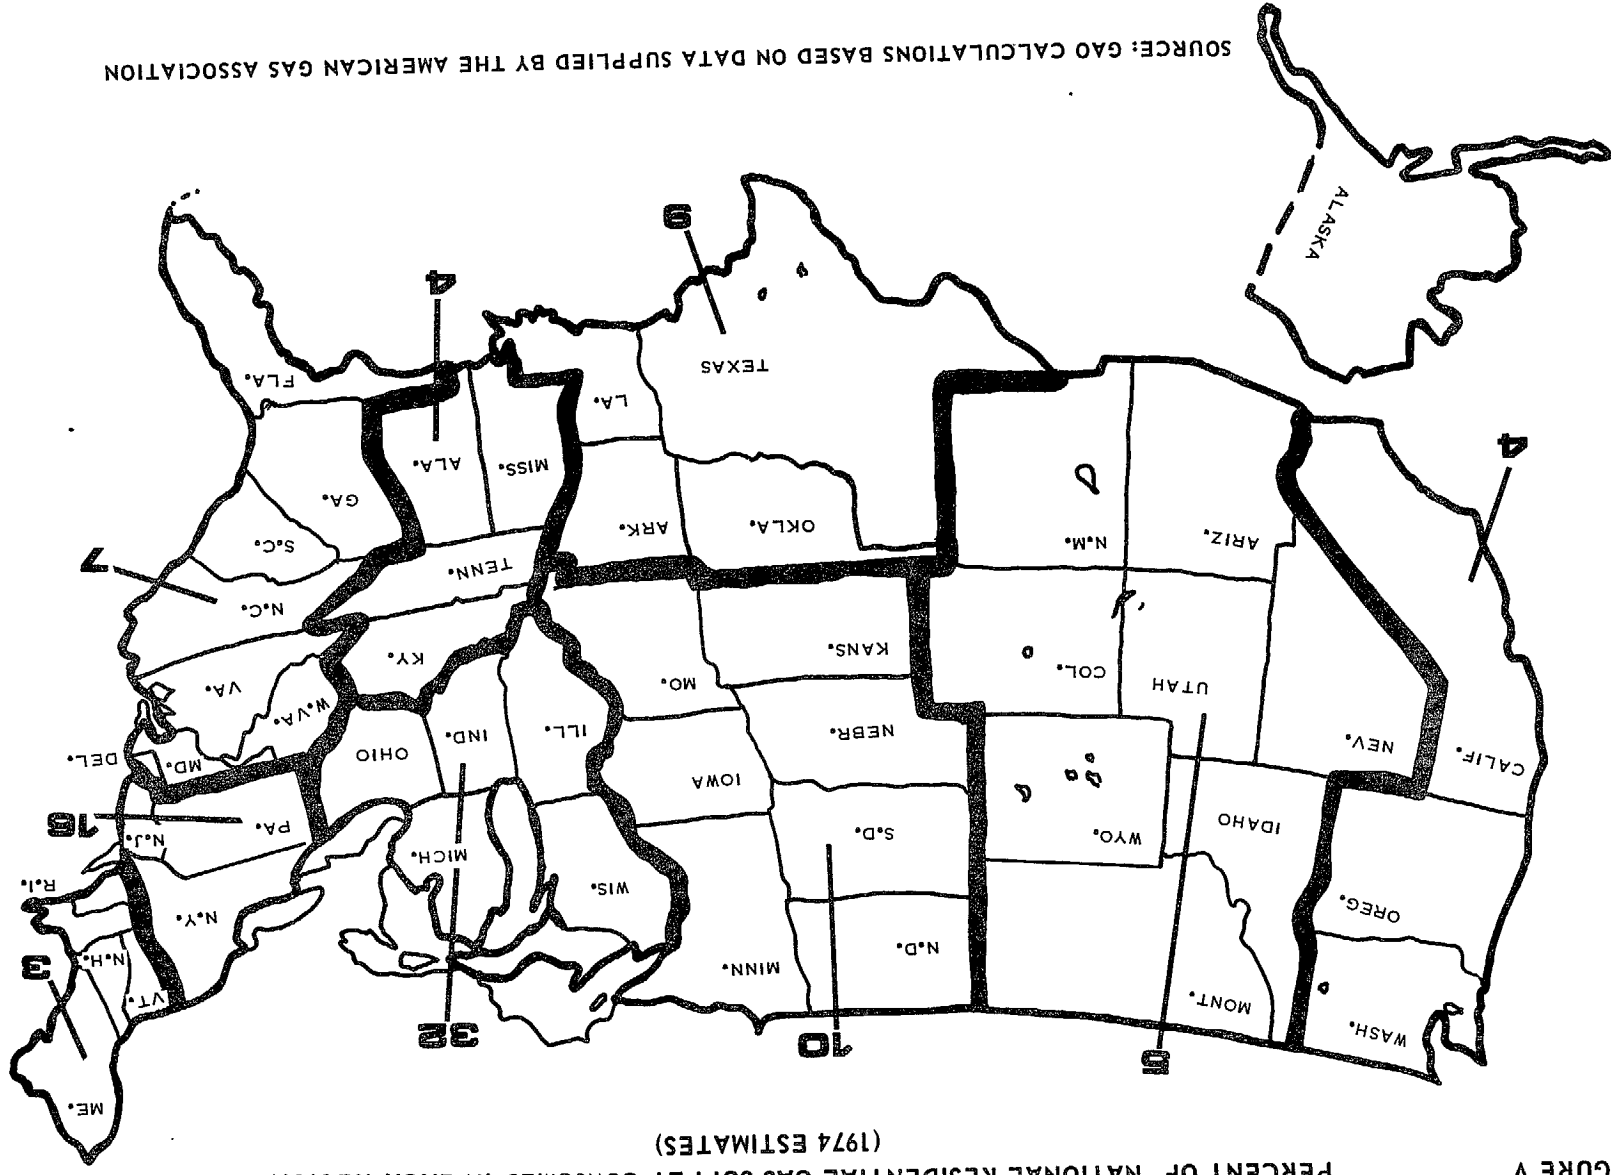 GURE V
PERCENT OF NATIONAL RESIDENTIAL GAS SUPPLY CONSUMED IN EACH REGION
(1974 ESTIMATES)
ME.
5
10
32
3
WASH.
MONT.
N.D.
MINN.
VT.
N.H.
OREG.
IDAHO
WYO.
S.D.
WIS.
MICH.
N.Y.
R.I.
16
PA.
N.J.
CALIF.
NEV.
UTAH
COL.
NEBR.
IOWA
ILL.
IND.
OHIO
W.VA.
MD.
DEL.
VA.
KANS.
MO.
KY.
N.C.
7
4
ARIZ.
N.M.
OKLA.
ARK.
TENN.
S.C.
MISS.
ALA.
GA.
TEXAS
LA.
FLA.
4
9
ALASKA
SOURCE: GAO CALCULATIONS BASED ON DATA SUPPLIED BY THE AMERICAN GAS ASSOCIATION